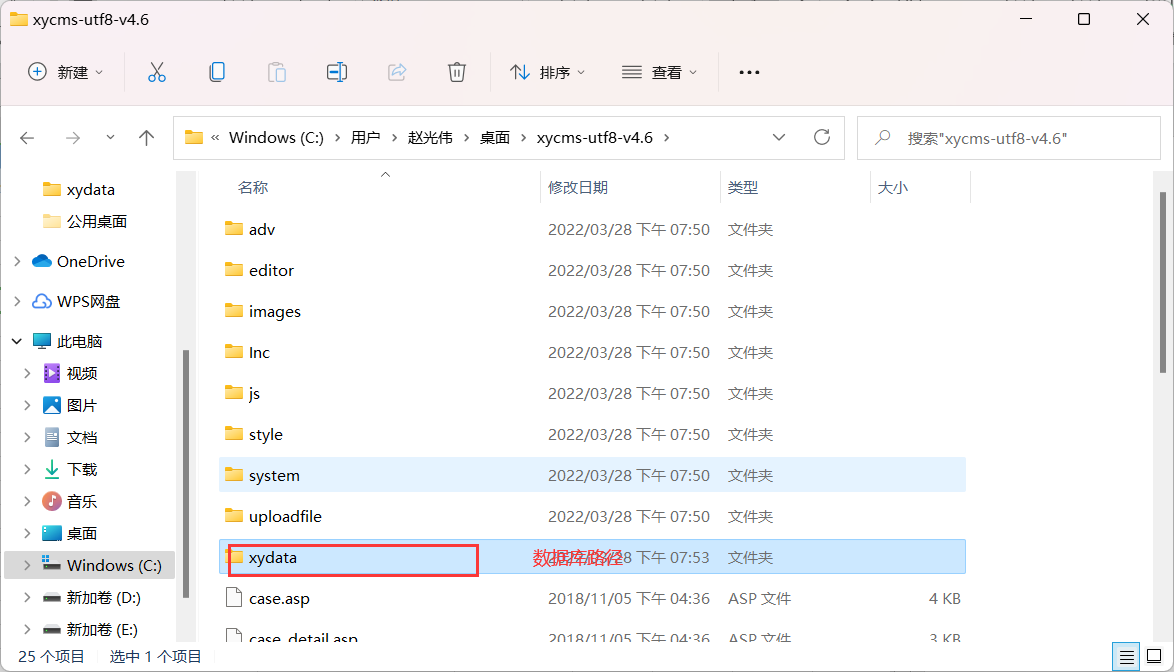 xycms-utf8-v4.6
新建
排序
查看
« Windows (C:) › 用户 › 赵光伟 › 桌面 › xycms-utf8-v4.6 ›
搜索"xycms-utf8-v4.6"
xydata
公用桌面
OneDrive
WPS网盘
此电脑
视频
图片
文档
下载
音乐
桌面
Windows (C:)
新加卷 (D:)
新加卷 (E:)
名称 修改日期 类型 大小
adv 2022/03/28 下午 07:50 文件夹
editor 2022/03/28 下午 07:50 文件夹
images 2022/03/28 下午 07:50 文件夹
Inc 2022/03/28 下午 07:50 文件夹
js 2022/03/28 下午 07:50 文件夹
style 2022/03/28 下午 07:50 文件夹
system 2022/03/28 下午 07:50 文件夹
uploadfile 2022/03/28 下午 07:50 文件夹
xydata 2022/03/28 下午 07:53 文件夹
数据库路径
case.asp 2018/11/05 下午 04:36 ASP 文件 4 KB
case_detail.asp 2018/11/05 下午 04:36 ASP 文件 3 KB
25 个项目 选中 1 个项目